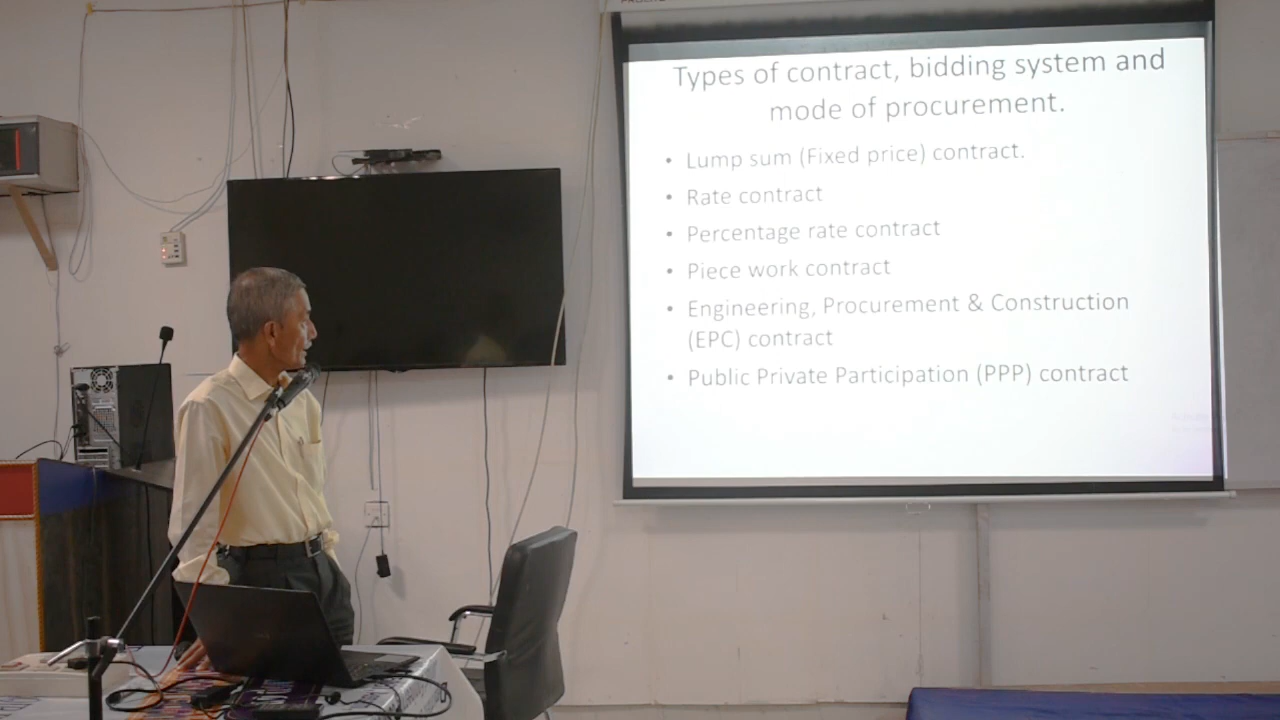 Types of contract, bidding system and
mode of procurement.
• Lump sum (Fixed price) contract.
• Rate contract
• Percentage rate contract
• Piece work contract
• Engineering, Procurement & Construction
(EPC) contract
• Public Private Participation (PPP) contract